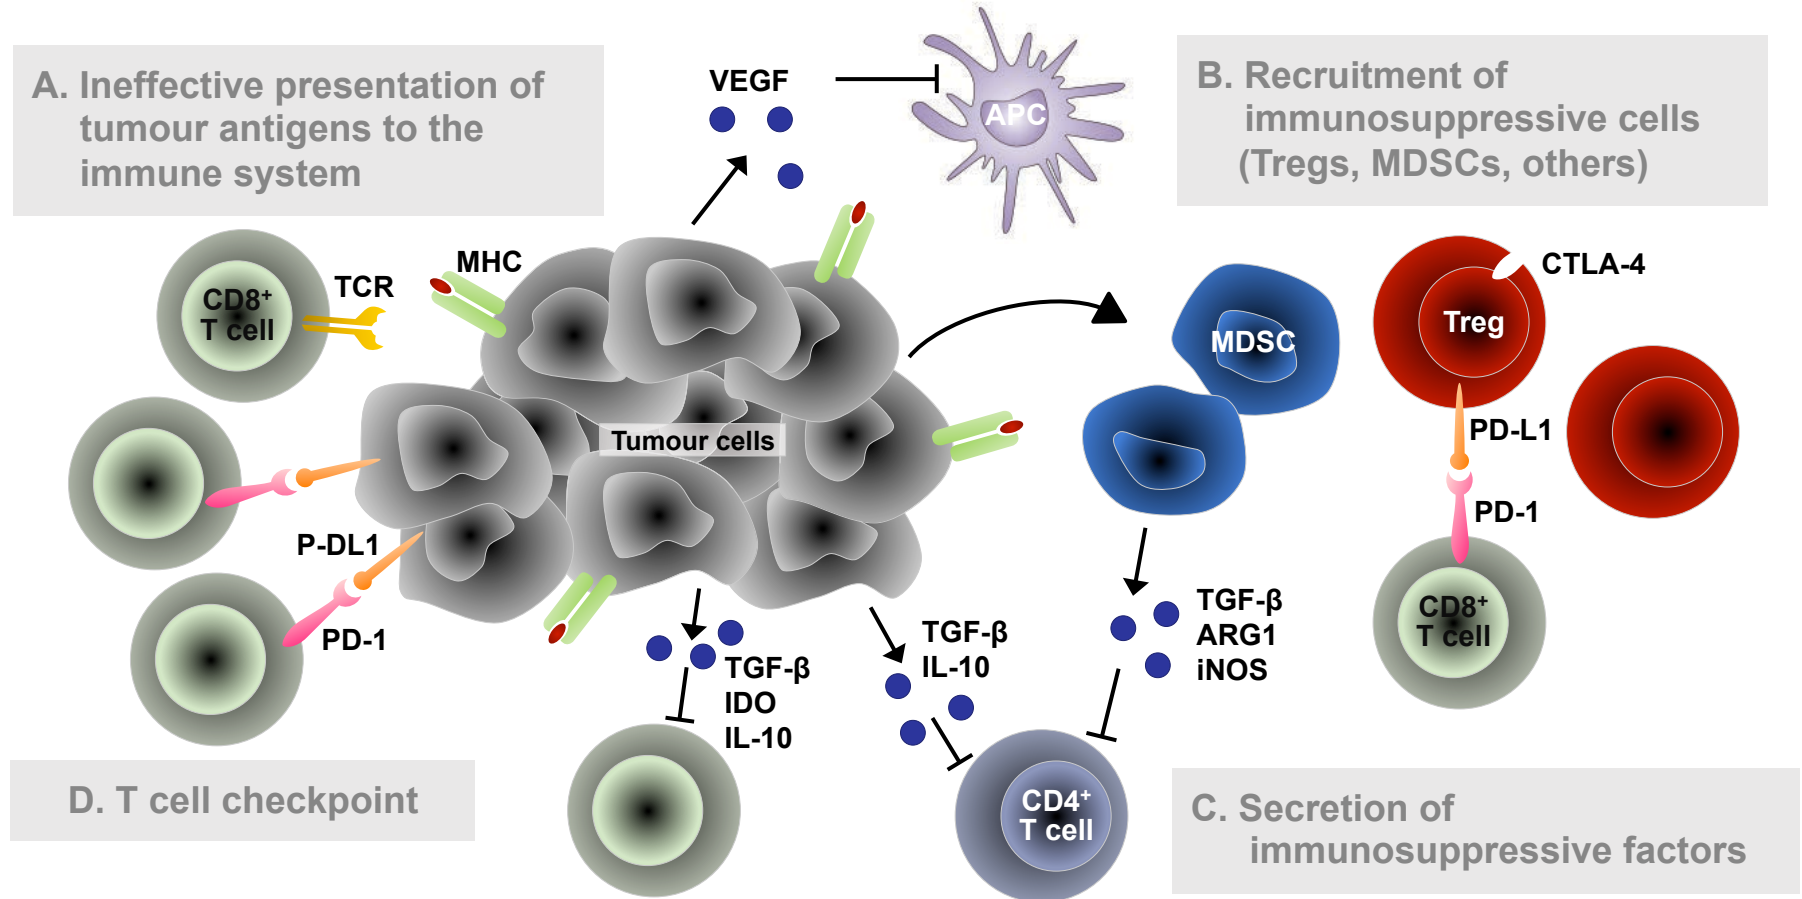 A. Ineffective presentation of
tumour antigens to the
immune system
VEGF
APC
B. Recruitment of
immunosuppressive cells
(Tregs, MDSCs, others)
CD8⁺
T cell
TCR
MHC
Tumour cells
MDSC
CTLA-4
Treg
PD-L1
PD-1
CD8⁺
T cell
P-DL1
PD-1
TGF-β
IDO
IL-10
TGF-β
IL-10
TGF-β
ARG1
iNOS
CD4⁺
T cell
D. T cell checkpoint
C. Secretion of
immunosuppressive factors